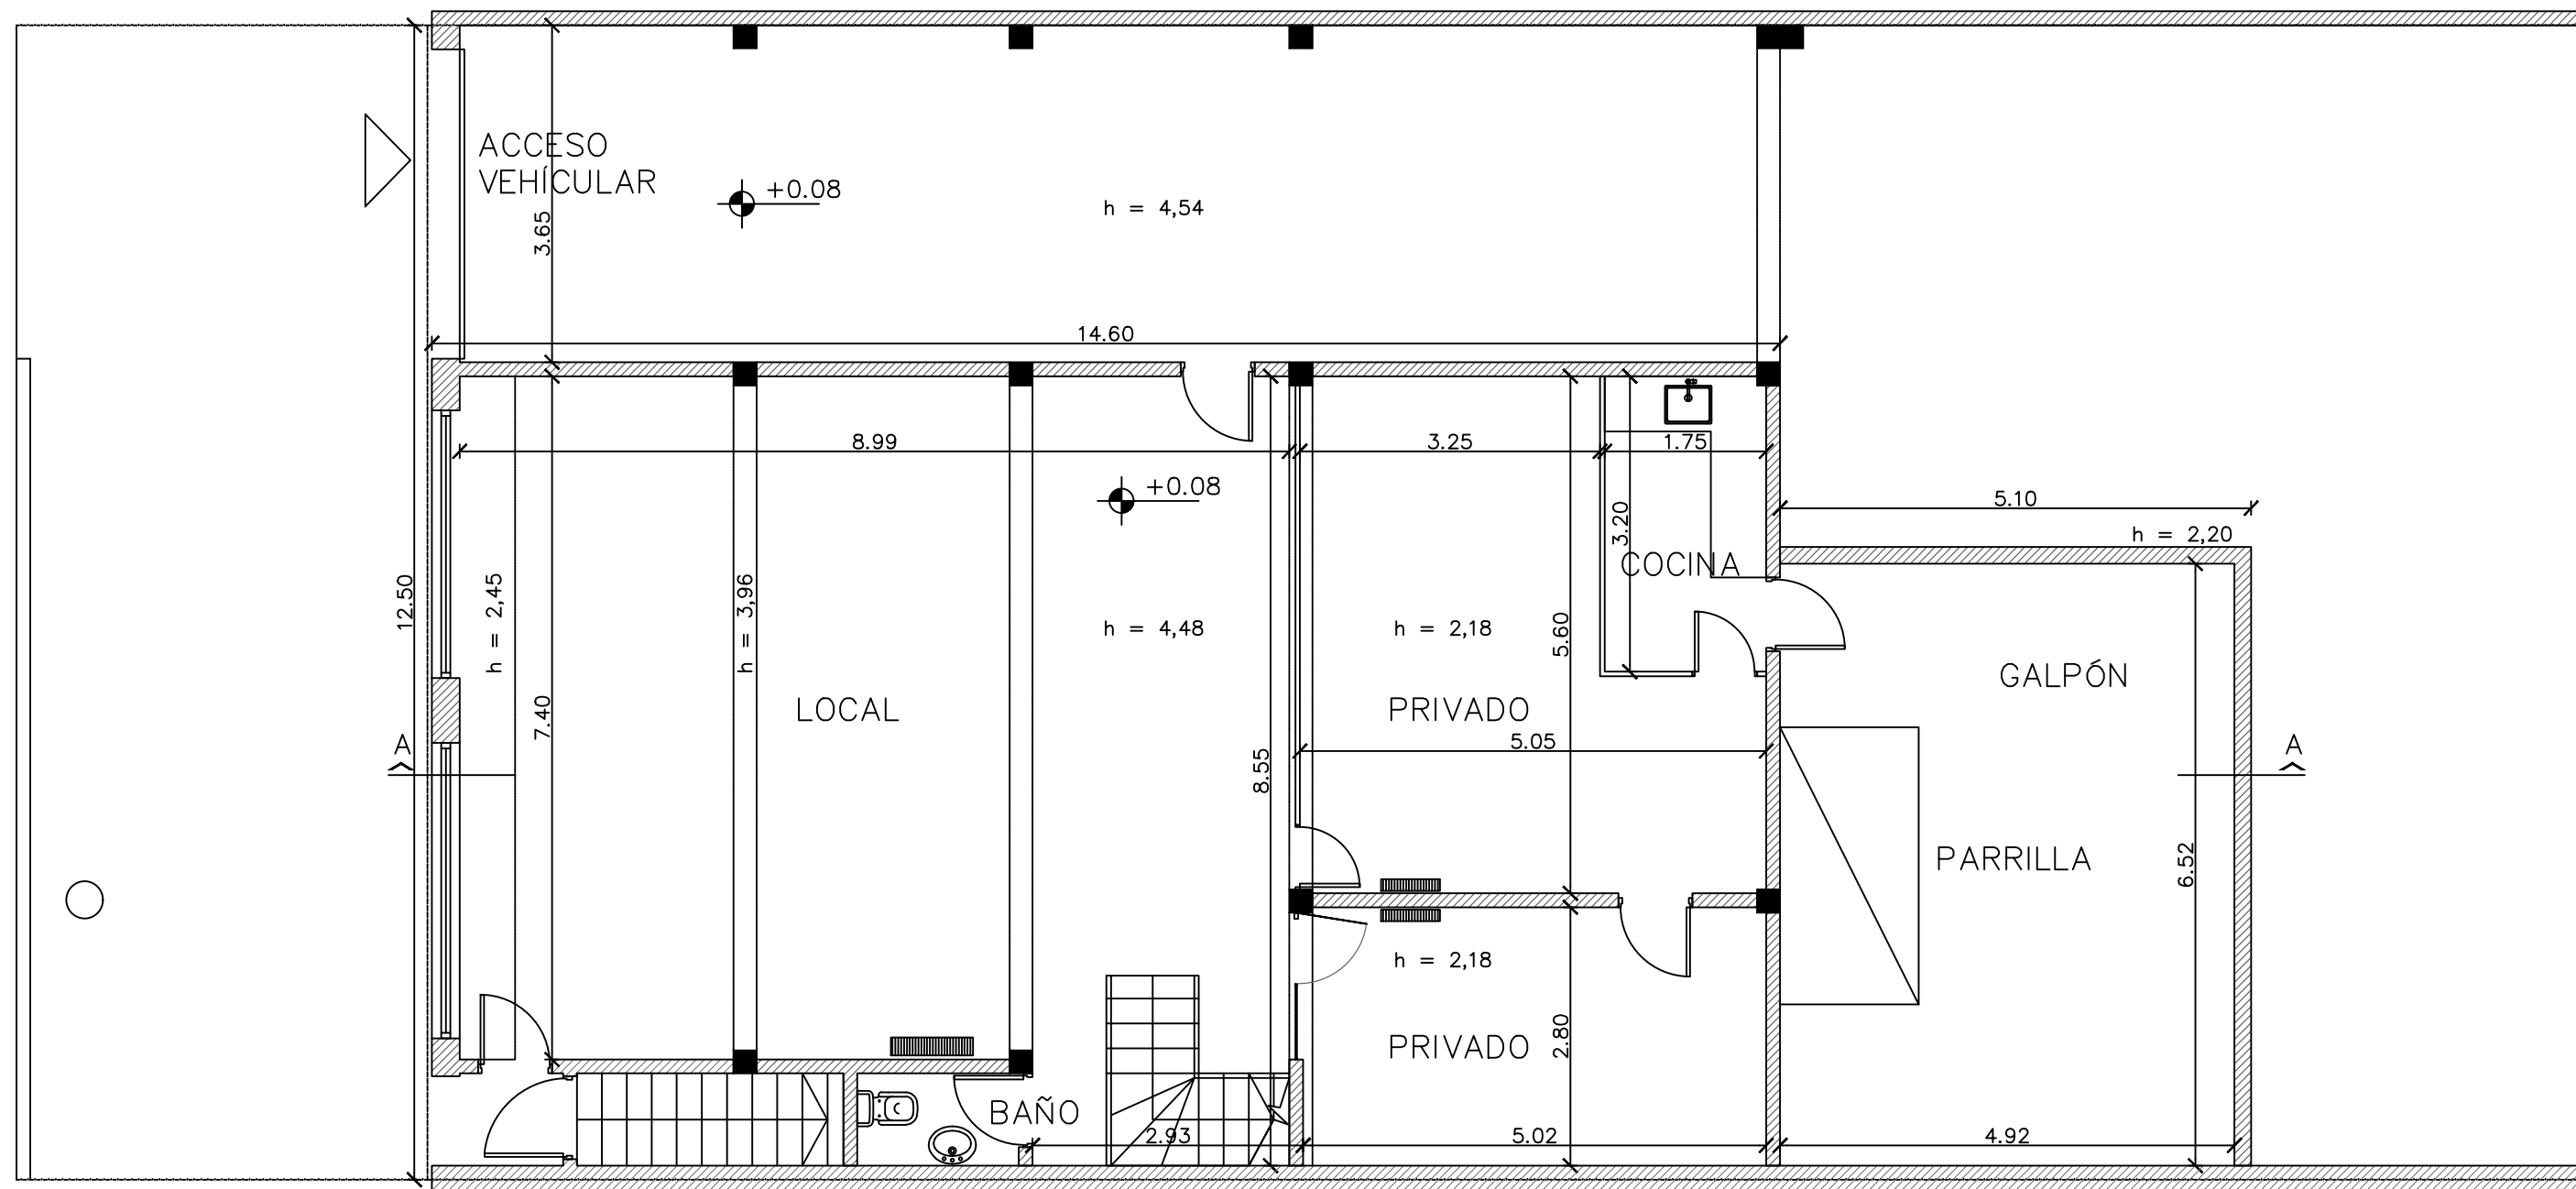 ACCESO
VEHÍCULAR
+0.08
h = 4,54
3.65
14.60
8.99
3.25
1.75
+0.08
5.10
h = 2,20
3.20
COCINA
12.50
h = 2,45
h = 3,96
h = 4,48
h = 2,18
5.60
GALPÓN
7.40
LOCAL
PRIVADO
A
5.05
A
8.55
PARRILLA
6.52
h = 2,18
PRIVADO
2.80
BAÑO
2.93
5.02
4.92